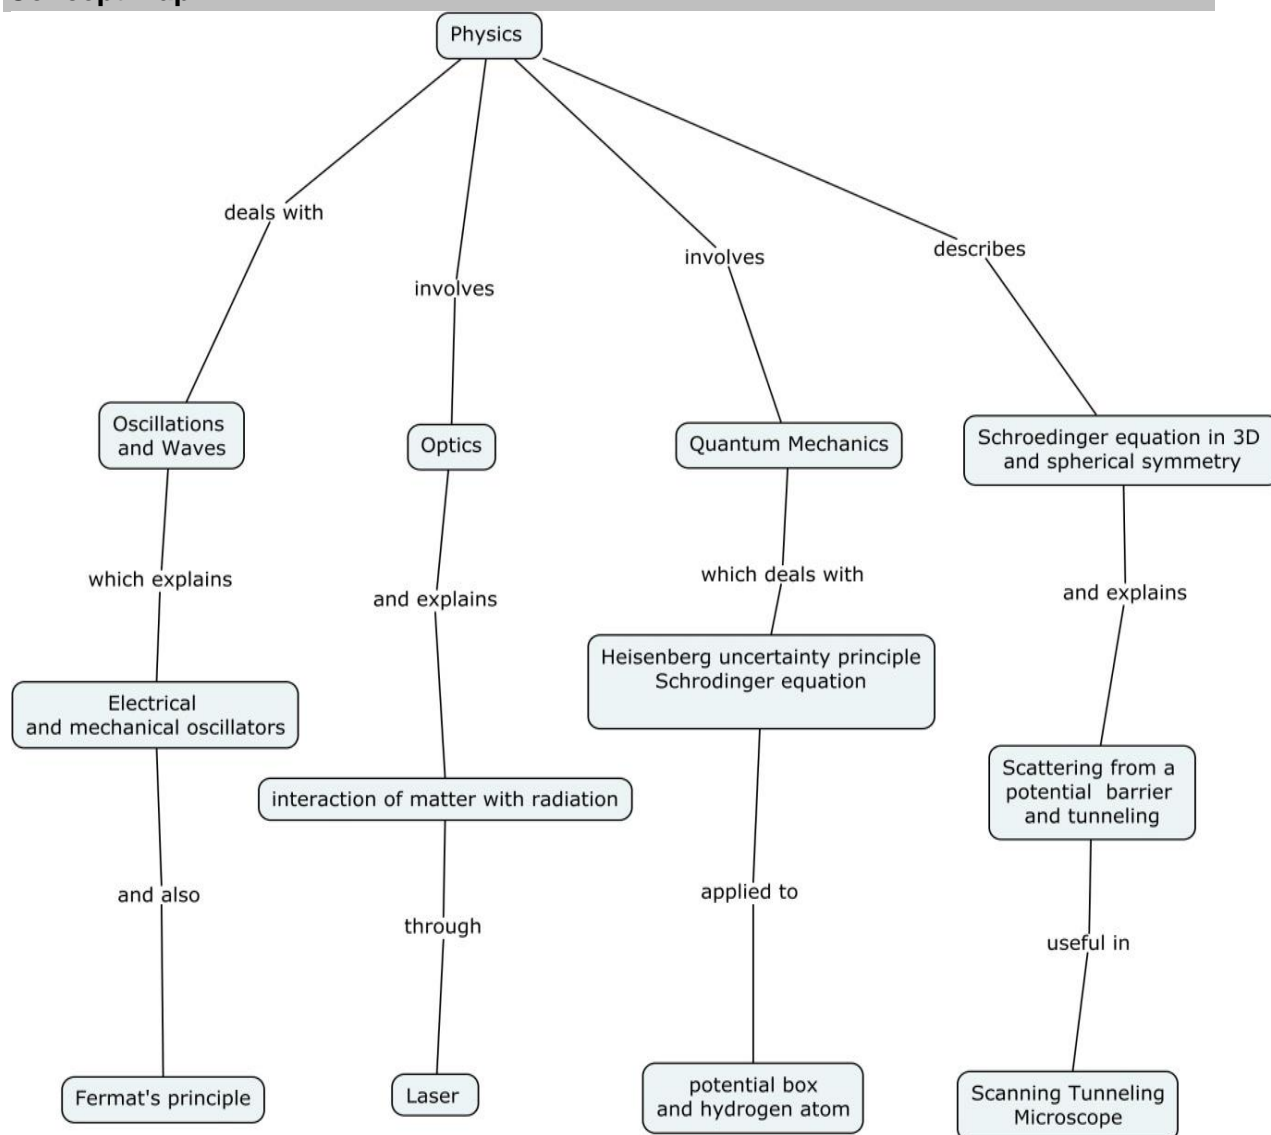 Physics
deals with
involves
involves
describes
Oscillations
and Waves
Optics
Quantum Mechanics
Schroedinger equation in 3D
and spherical symmetry
which explains
and explains
which deals with
and explains
Electrical
and mechanical oscillators
interaction of matter with radiation
Heisenberg uncertainty principle
Schrodinger equation
Scattering from a
potential barrier
and tunneling
and also
through
applied to
useful in
Fermat's principle
Laser
potential box
and hydrogen atom
Scanning Tunneling
Microscope